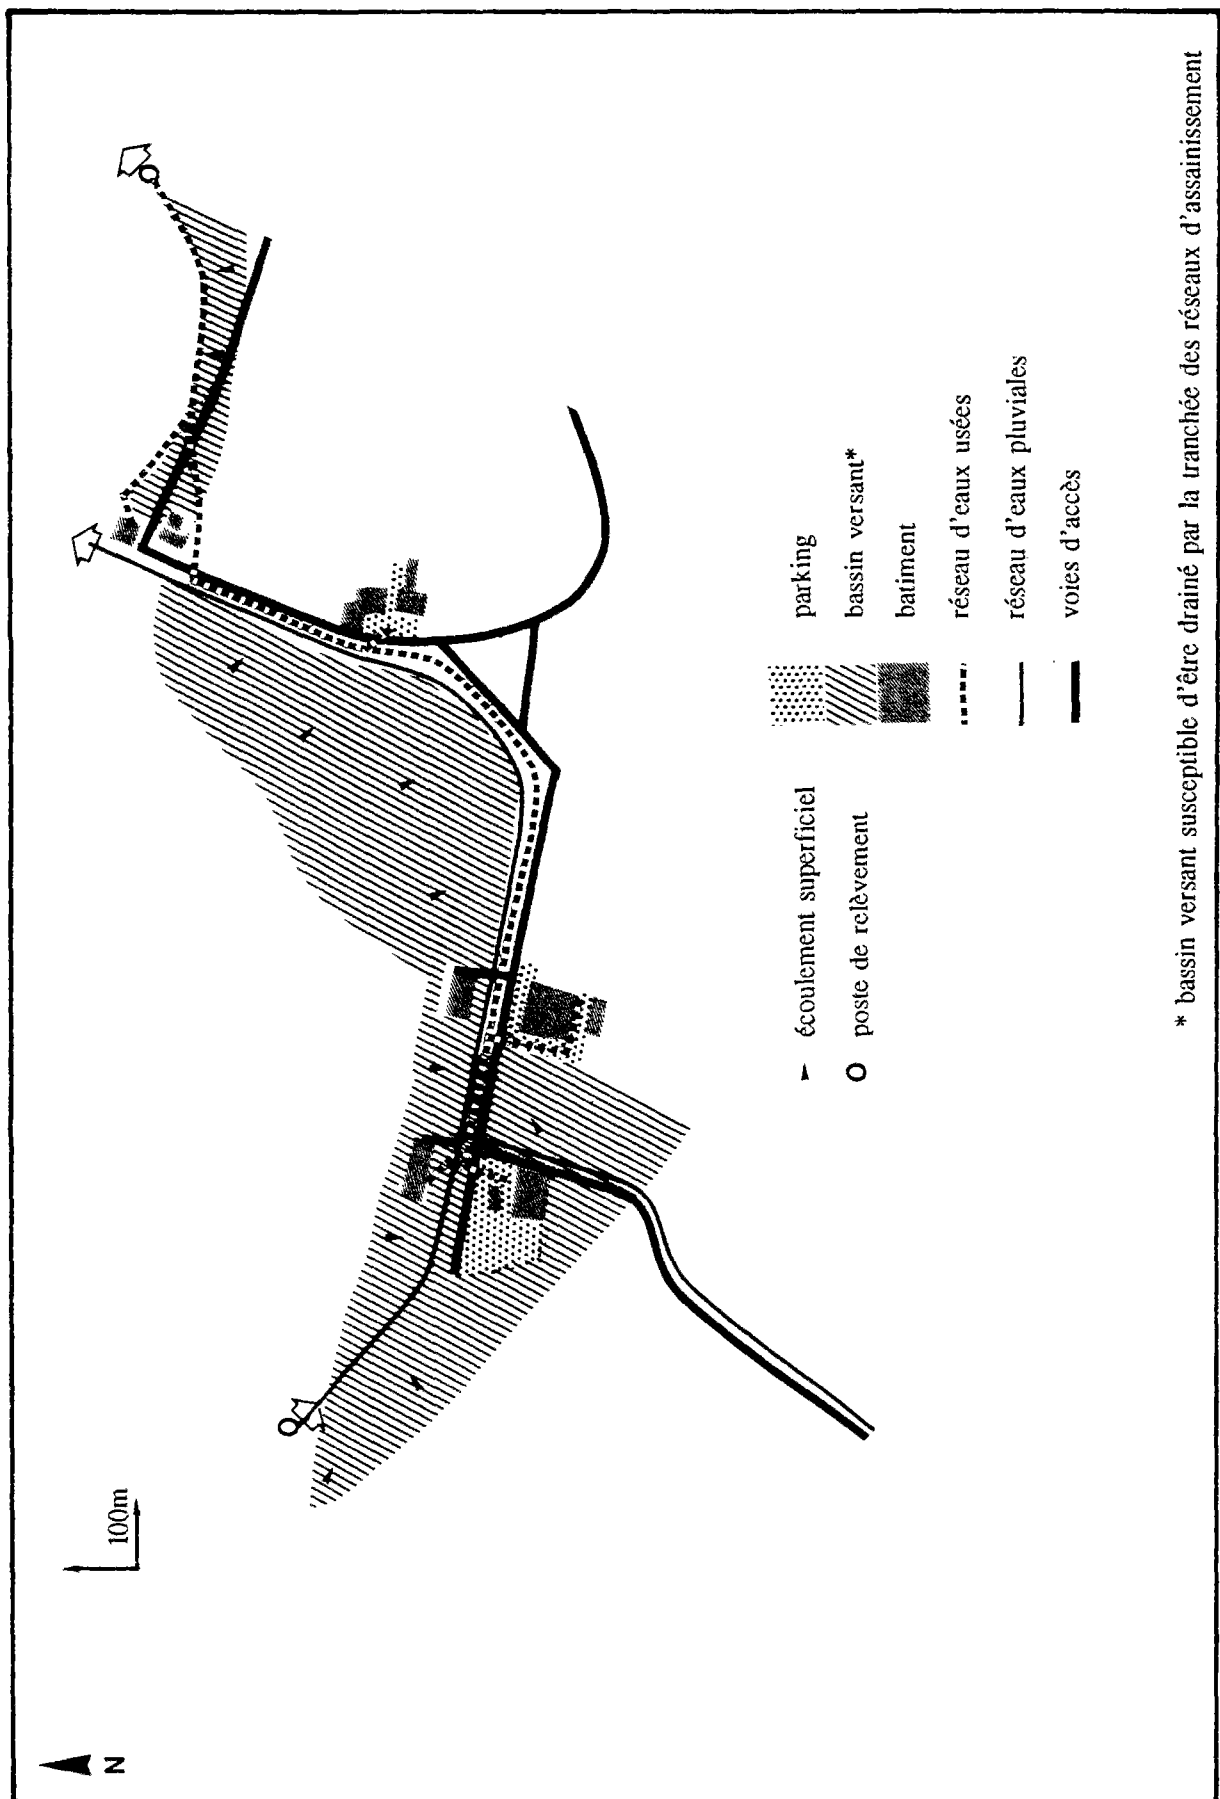 N
100m
écoulement superficiel
poste de relèvement
parking
bassin versant*
batiment
réseau d'eaux usées
réseau d'eaux pluviales
voies d'accès
* bassin versant susceptible d'être drainé par la tranchée des réseaux d'assainissement